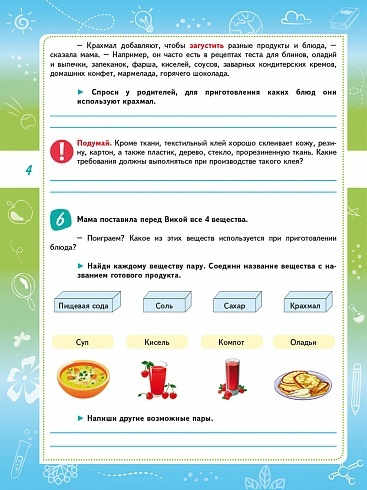 — Крахмал добавляют, чтобы загустить разные продукты и блюда, —
сказала мама. — Например, он часто есть в рецептах теста для блинов, оладий
и выпечки, запеканок, фарша, киселей, соусов, заварных кондитерских кремов,
домашних конфет, мармелада, горячего шоколада.
► Спроси у родителей, для приготовления каких блюд они
используют крахмал.
! Подумай. Кроме ткани, текстильный клей хорошо склеивает кожу, рези-
ну, картон, а также пластик, дерево, стекло, прорезиненную ткань. Какие
требования должны выполняться при производстве такого клея?
4
6 Мама поставила перед Викой все 4 вещества.
— Поиграем? Какое из этих веществ используется при приготовлении
блюда?
► Найди каждому веществу пару. Соедини название вещества с на-
званием готового продукта.
Пищевая сода Соль Сахар Крахмал
Суп Кисель Компот Оладьи
► Напиши другие возможные пары.